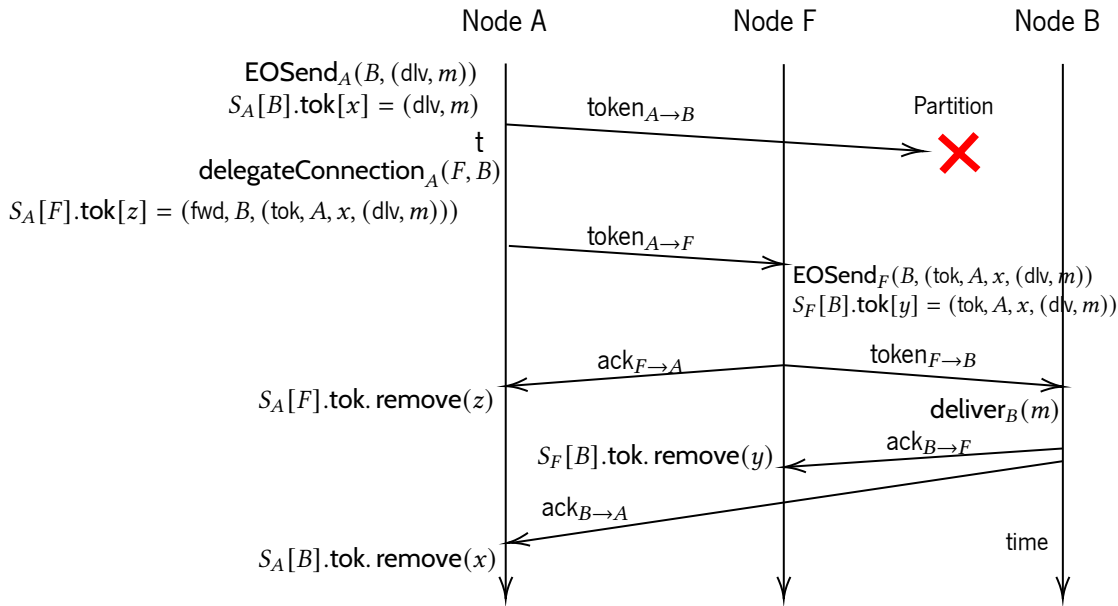 Node A
Node F
Node B
EOSend_A(B, (dlv, m))
S_A[B].tok[x] = (dlv, m)
token_{A→B}
Partition
t
delegateConnection_A(F, B)
S_A[F].tok[z] = (fwd, B, (tok, A, x, (dlv, m)))
token_{A→F}
EOSend_F(B, (tok, A, x, (dlv, m))
S_F[B].tok[y] = (tok, A, x, (dlv, m))
ack_{F→A}
token_{F→B}
S_A[F].tok. remove(z)
deliver_B(m)
S_F[B].tok. remove(y)
ack_{B→F}
ack_{B→A}
S_A[B].tok. remove(x)
time